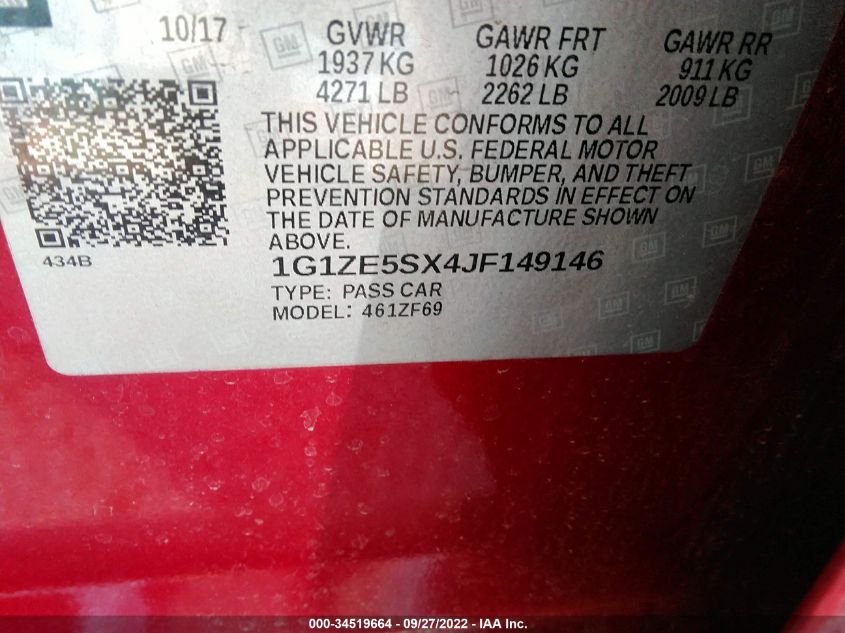 10/17 GVWR GAWR FRT GAWR RR
1937 KG 1026 KG 911 KG
4271 LB 2262 LB 2009 LB
THIS VEHICLE CONFORMS TO ALL
APPLICABLE U.S. FEDERAL MOTOR
VEHICLE SAFETY, BUMPER, AND THEFT
PREVENTION STANDARDS IN EFFECT ON
THE DATE OF MANUFACTURE SHOWN
ABOVE.
434B
1G1ZE5SX4JF149146
TYPE: PASS CAR
MODEL: 461ZF69
000-34519664 - 09/27/2022 - IAA Inc.